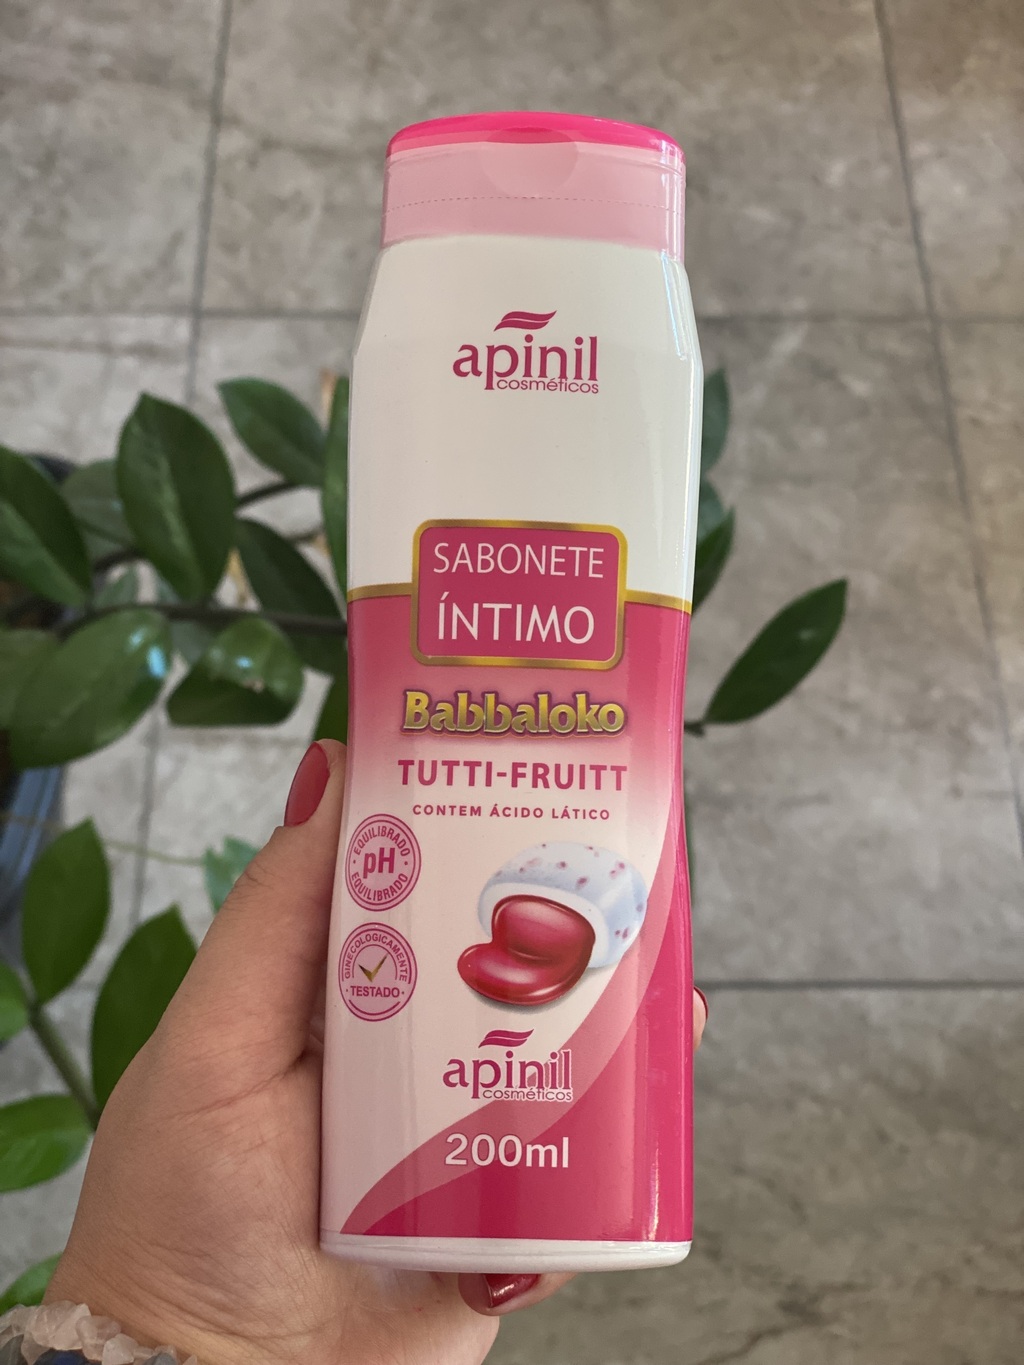 apinil
cosméticos
SABONETE
ÍNTIMO
Babbaloko
TUTTI-FRUITT
CONTEM ÁCIDO LÁTICO
EQUILIBRADO
pH
EQUILIBRADO
GINECOLOGICAMENTE
TESTADO
apinil
cosméticos
200ml